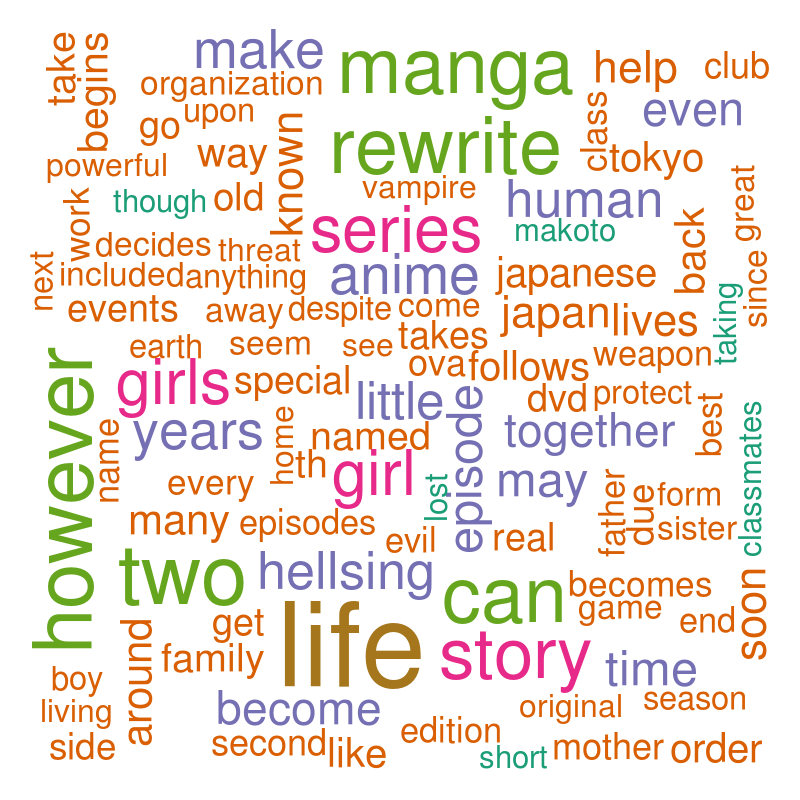 take
begins
make
organization
upon
go
manga
help
club
class
even
rewrite
tokyo
powerful
way
known
vampire
though
old
human
great
work
series
makoto
back
decides
threat
next
included
anything
anime
japanese
since
events
away
despite
come
japan
lives
taking
earth
seem
see
takes
ova
follows
weapon
girls
special
little
dvd
protect
best
however
years
home
named
episode
together
classmates
name
every
th
girl
lost
may
father
due
form
many
episodes
evil
real
sister
two
hellsing
can
becomes
soon
game
end
life
get
around
family
story
time
boy
living
become
original
season
side
second
like
edition
short
mother
order